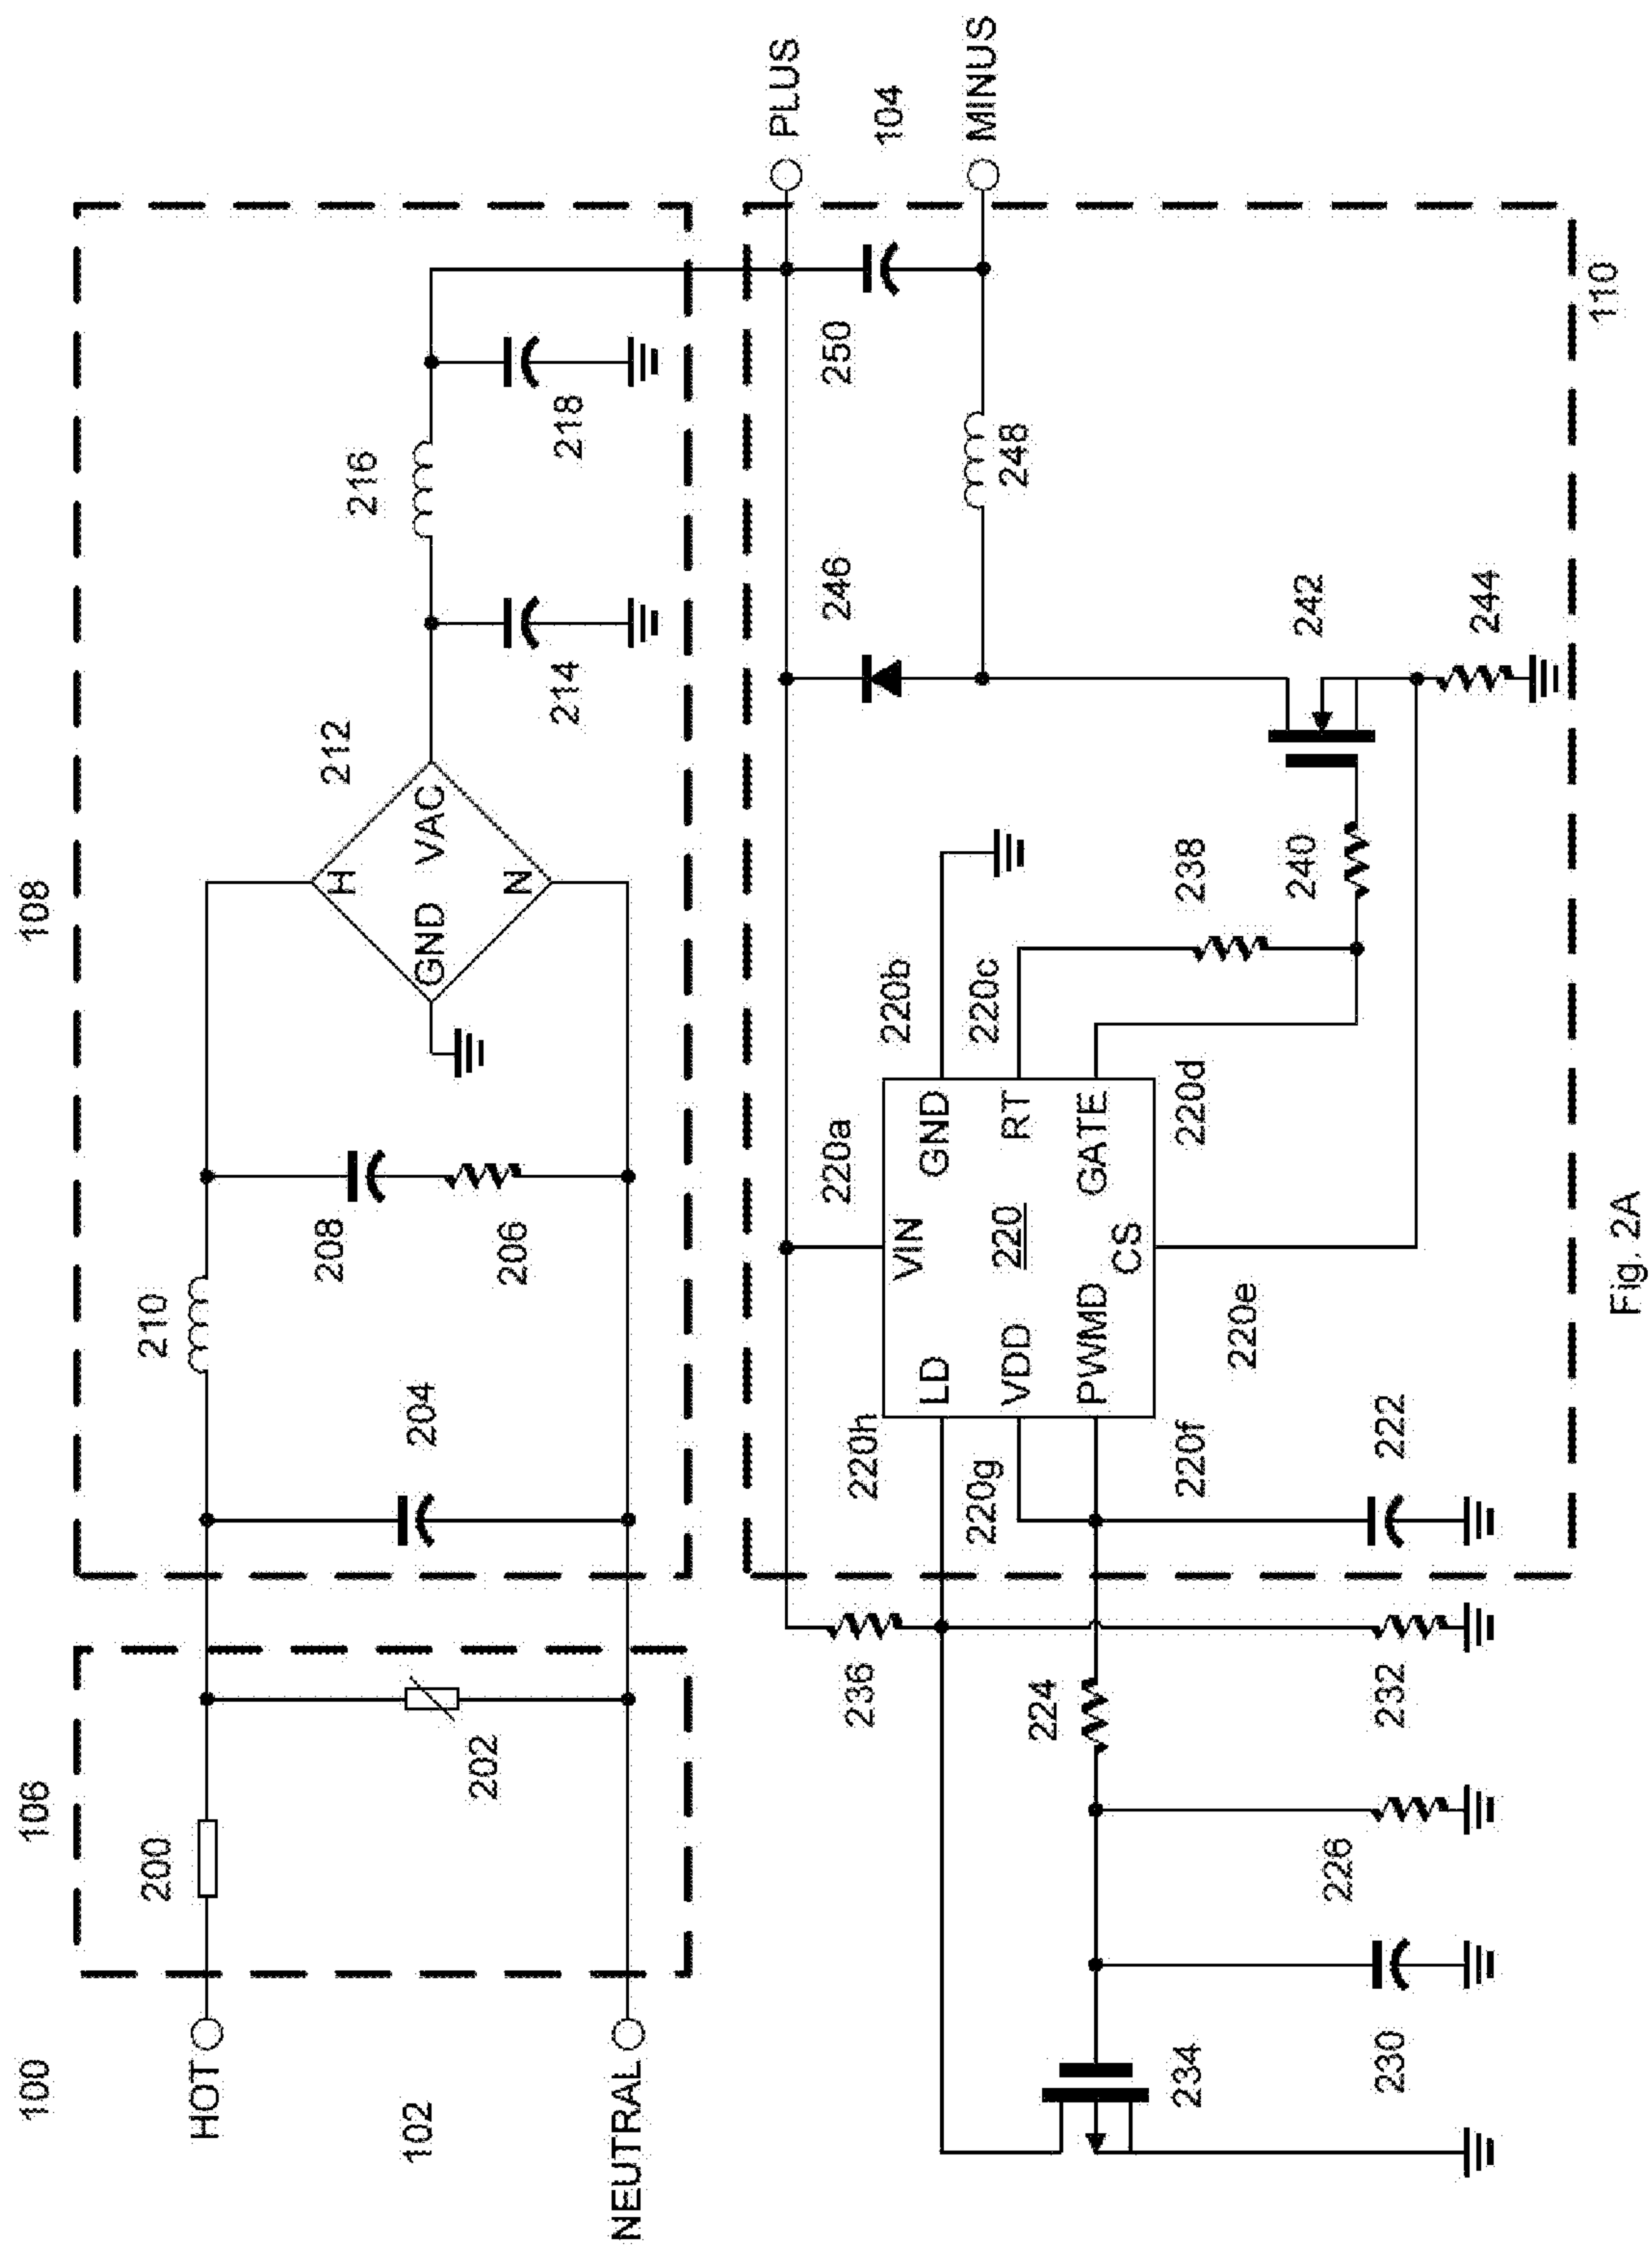 100
106
108
HOT
200
210
212
216
102
202
204
208
206
H
GND
VAC
N
214
218
NEUTRAL
PLUS
104
MINUS
236
220h
220a
220b
246
250
LD
VIN
GND
VDD
220
RT
PWMD
CS
GATE
220g
220c
224
220f
220e
220d
238
240
242
248
234
230
226
232
222
244
110
Fig. 2A